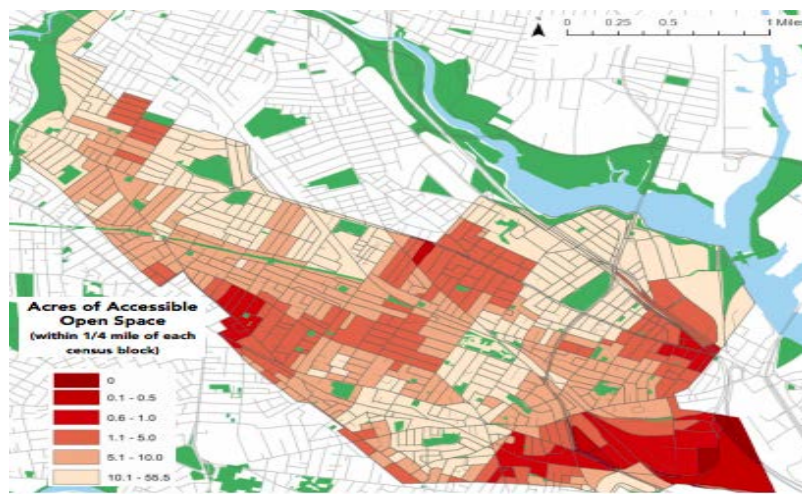 0 0.25 0.5 1 Miles
Acres of Accessible
Open Space
(within 1/4 mile of each
census block)
0
0.1 - 0.5
0.6 - 1.0
1.1 - 5.0
5.1 - 10.0
10.1 - 55.5